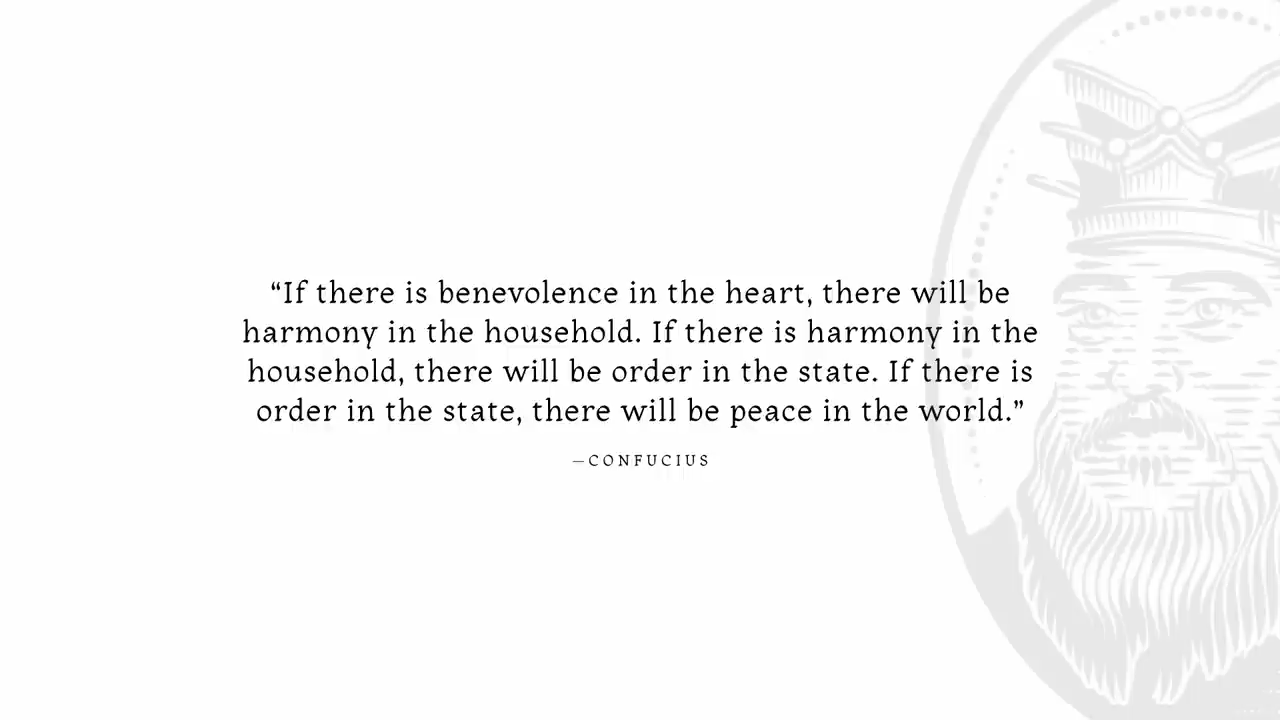 “If there is benevolence in the heart, there will be
harmony in the household. If there is harmony in the
household, there will be order in the state. If there is
order in the state, there will be peace in the world.”
—CONFUCIUS